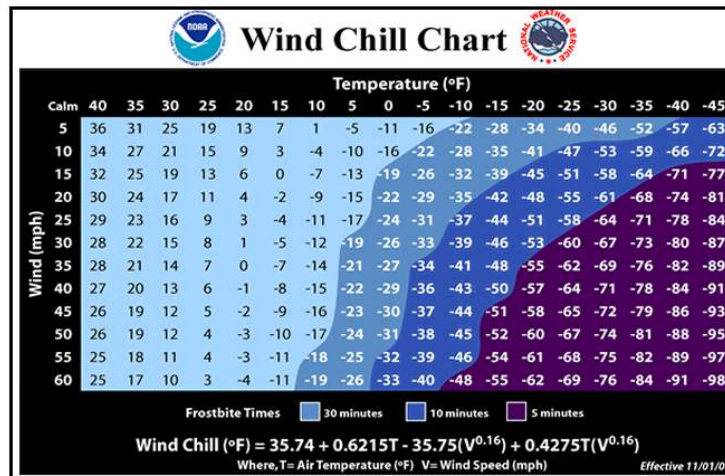 NOAA
Wind Chill Chart
NATIONAL WEATHER SERVICE
Temperature (ºF)
Calm 40 35 30 25 20 15 10 5 0 -5 -10 -15 -20 -25 -30 -35 -40 -45
Wind (mph)
5 36 31 25 19 13 7 1 -5 -11 -16 -22 -28 -34 -40 -46 -52 -57 -63
10 34 27 21 15 9 3 -4 -10 -16 -22 -28 -35 -41 -47 -53 -59 -66 -72
15 32 25 19 13 6 0 -7 -13 -19 -26 -32 -39 -45 -51 -58 -64 -71 -77
20 30 24 17 11 4 -2 -9 -15 -22 -29 -35 -42 -48 -55 -61 -68 -74 -81
25 29 23 16 9 3 -4 -11 -17 -24 -31 -37 -44 -51 -58 -64 -71 -78 -84
30 28 22 15 8 1 -5 -12 -19 -26 -33 -39 -46 -53 -60 -67 -73 -80 -87
35 28 21 14 7 0 -7 -14 -21 -27 -34 -41 -48 -55 -62 -69 -76 -82 -89
40 27 20 13 6 -1 -8 -15 -22 -29 -36 -43 -50 -57 -64 -71 -78 -84 -91
45 26 19 12 5 -2 -9 -16 -23 -30 -37 -44 -51 -58 -65 -72 -79 -86 -93
50 26 19 12 4 -3 -10 -17 -24 -31 -38 -45 -52 -60 -67 -74 -81 -88 -95
55 25 18 11 4 -3 -11 -18 -25 -32 -39 -46 -54 -61 -68 -75 -82 -89 -97
60 25 17 10 3 -4 -11 -19 -26 -33 -40 -48 -55 -62 -69 -76 -84 -91 -98
Frostbite Times 30 minutes 10 minutes 5 minutes
Wind Chill (ºF) = 35.74 + 0.6215T - 35.75(V0.16) + 0.4275T(V0.16)
Where, T= Air Temperature (ºF) V= Wind Speed (mph)
Effective 11/01/0